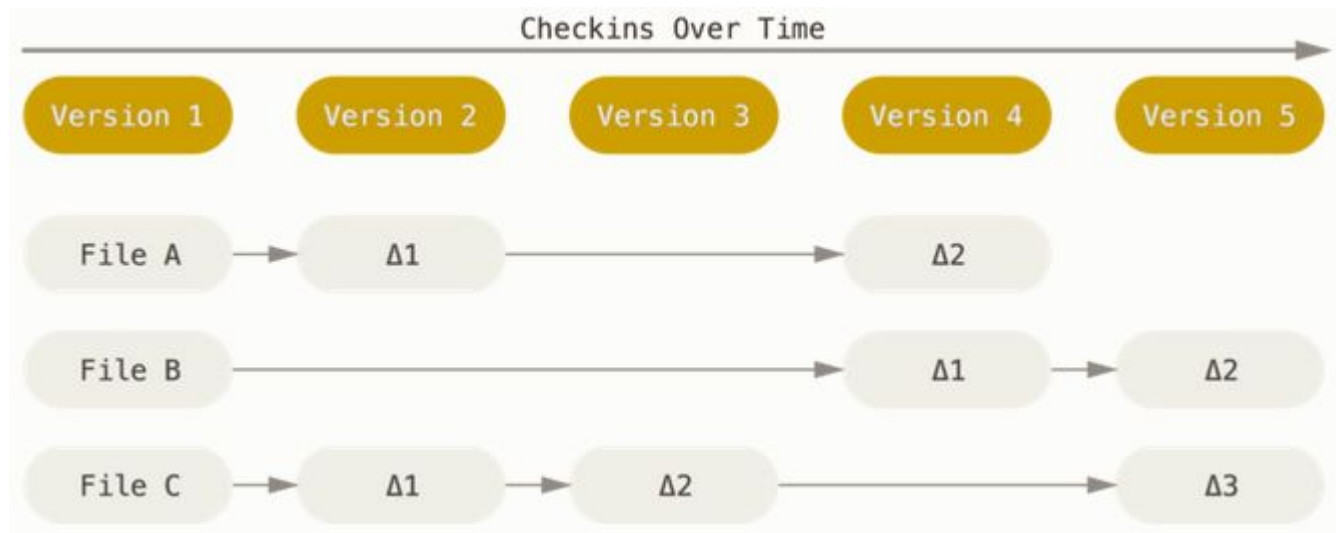 Checkins Over Time
Version 1 Version 2 Version 3 Version 4 Version 5
File A Δ1 Δ2
File B Δ1 Δ2
File C Δ1 Δ2 Δ3